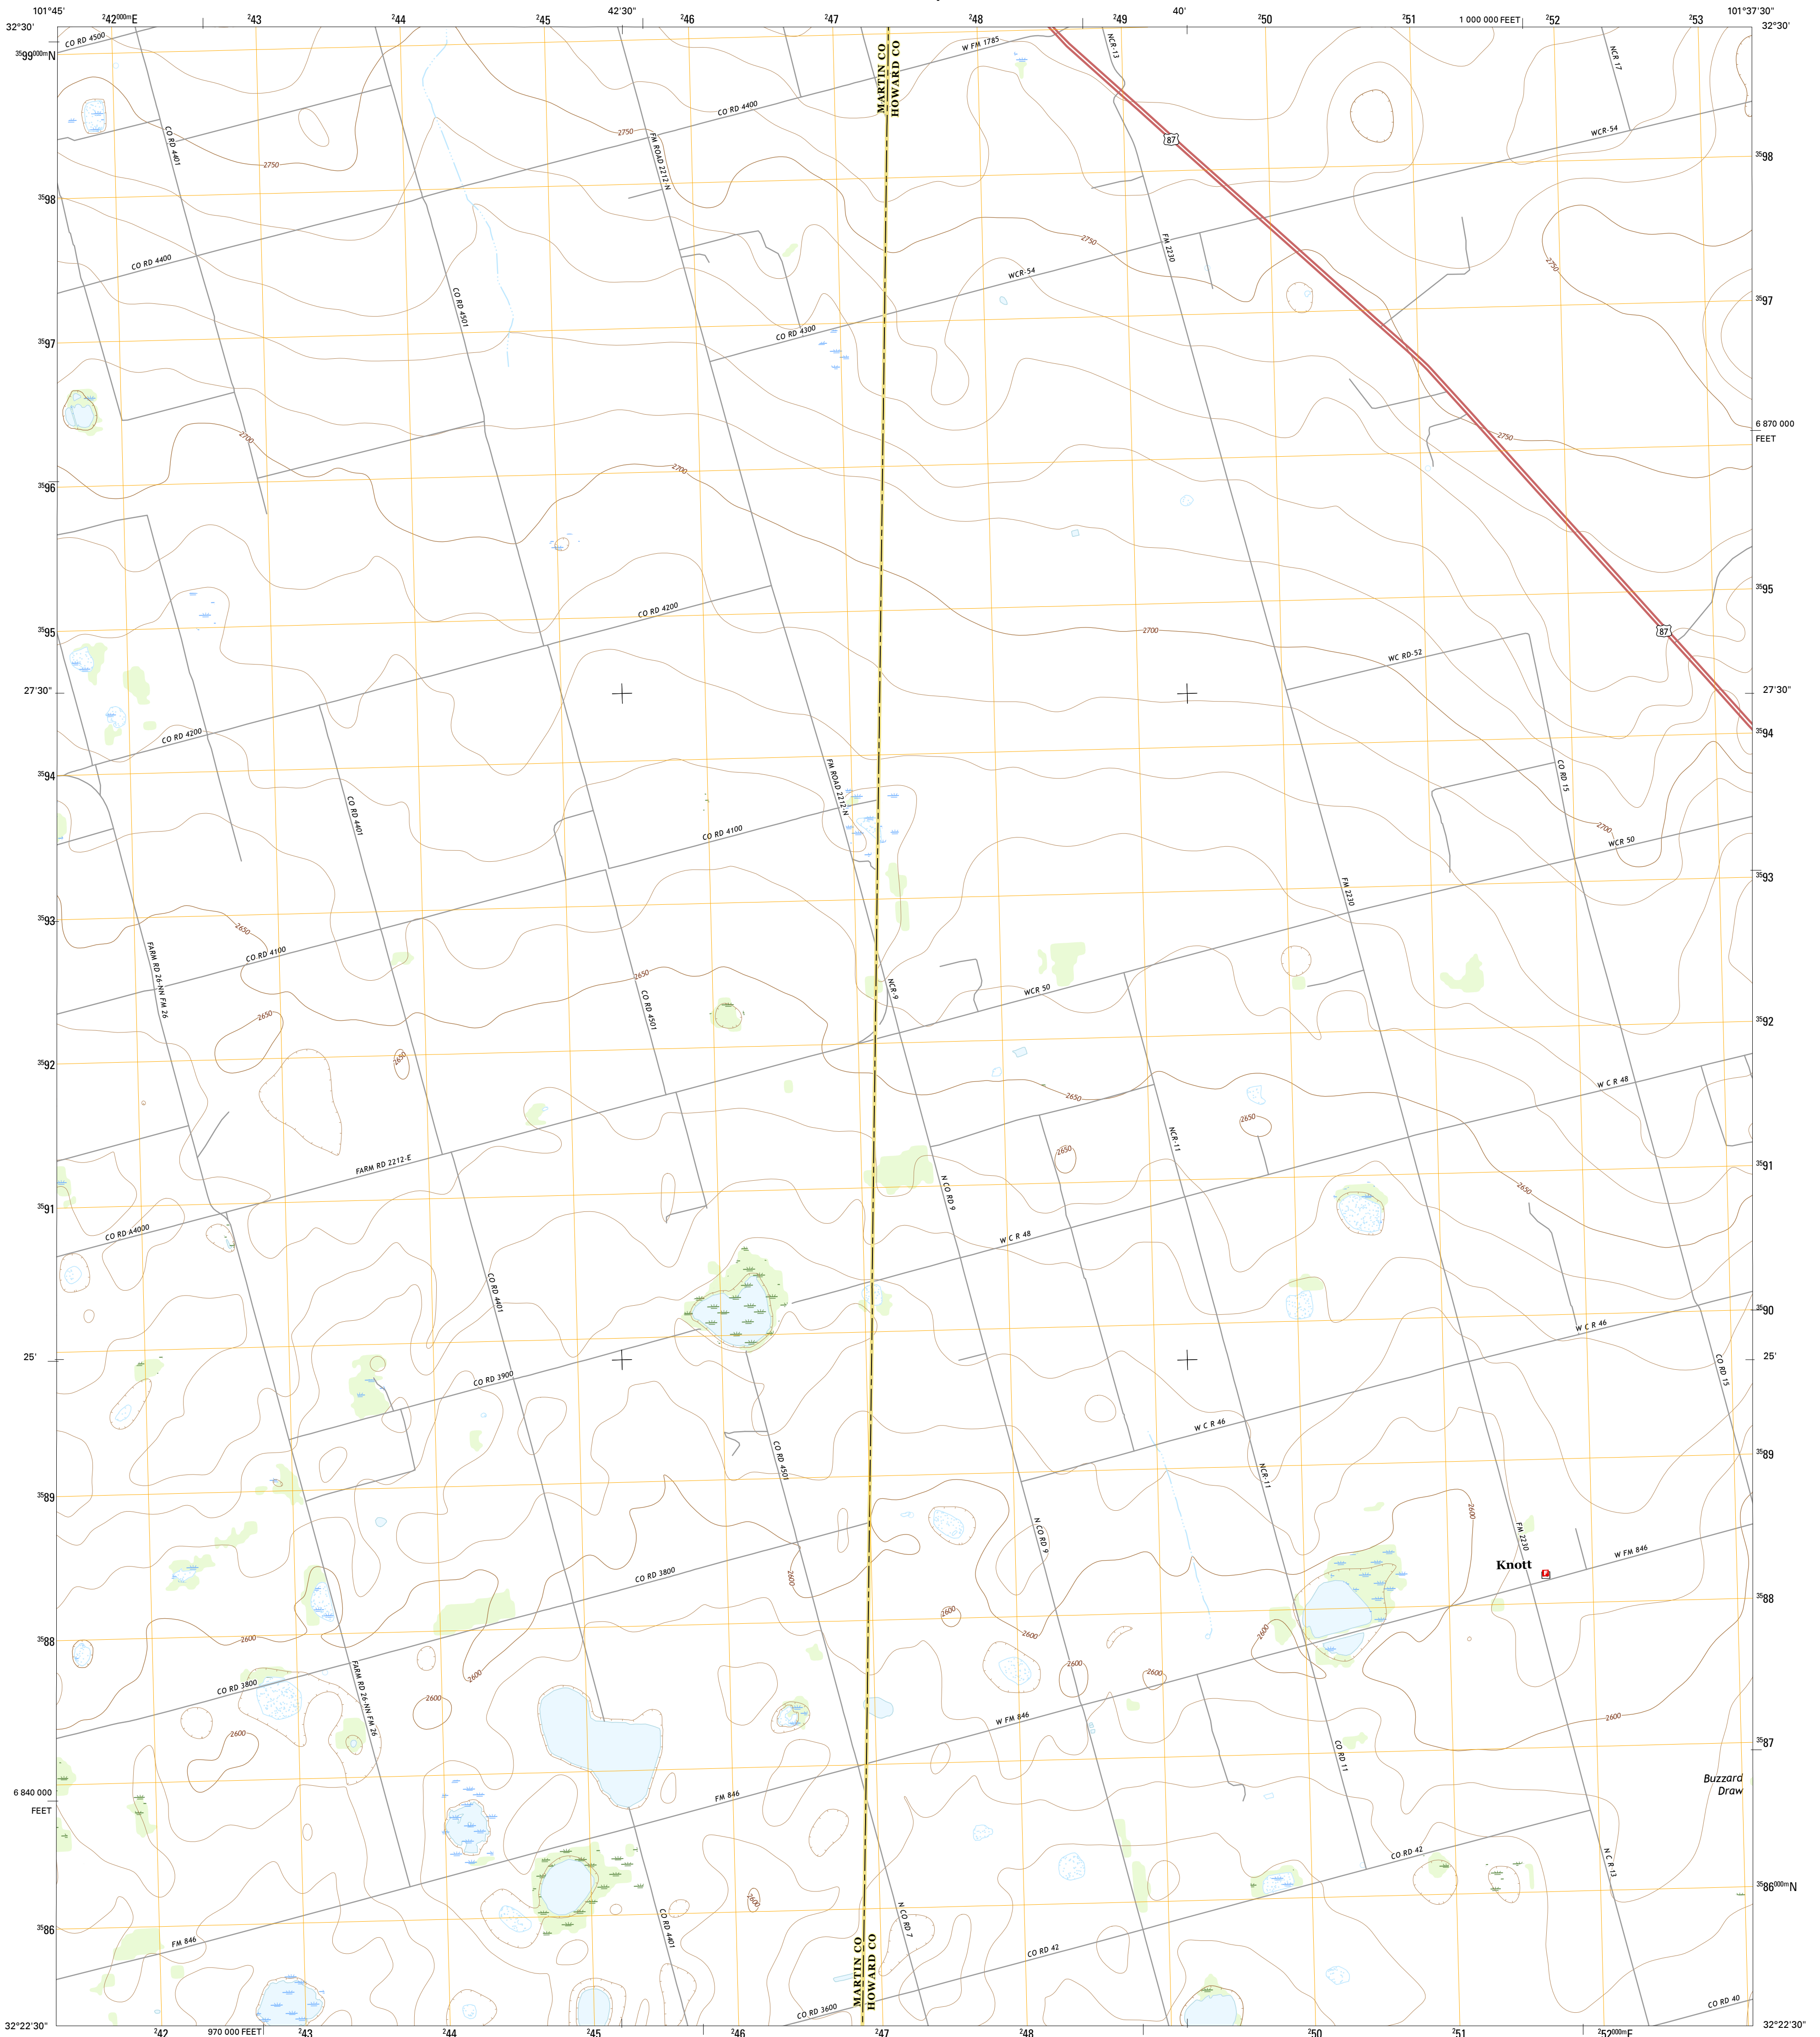 101°45'
²42⁰⁰⁰ᵐE
²43
²44
²45
42'30"
²46
²47
²48
²49
40'
²50
²51
1 000 000 FEET
²52
²53
101°37'30"
32°30'
32°30'
³⁵99⁰⁰⁰ᵐN
CO RD 4500
W FM 1785
NCR-13
NCR 17
MARTIN CO
HOWARD CO
CO RD 4400
CO RD 4401
2750
2750
FM ROAD 2212-N
87
WCR-54
³⁵98
³⁵98
CO RD 4400
2750
FM 2230
WCR-54
2750
CO RD 4501
³⁵97
³⁵97
CO RD 4300
6 870 000
FEET
2700
2700
2750
³⁵96
³⁵95
³⁵95
CO RD 4200
2700
87
WC RD-52
27'30"
27'30"
CO RD 4200
³⁵94
³⁵94
FM ROAD 2212-N
CO RD 15
CO RD 4401
CO RD 4100
2700
WCR 50
³⁵93
³⁵93
FM 2230
2650
CO RD 4100
FARM RD 26-NN FM 26
2650
NCR-9
WCR 50
CO RD 4501
2650
³⁵92
³⁵92
2650
2650
W C R 48
2650
NCR-11
2650
FARM RD 2212-E
³⁵91
³⁵91
N CO RD 9
2650
CO RD A4000
W C R 48
CO RD 4401
³⁵90
W C R 46
25'
25'
CO RD 3900
CO RD 15
W C R 46
CO RD 4501
NCR-11
³⁵89
³⁵89
2600
N CO RD 9
FM 2230
W FM 846
Knott
CO RD 3800
2600
2600
³⁵88
³⁵88
2600
2600
2600
2600
2600
2600
CO RD 3800
FARM RD 26-NN FM 26
2600
2600
W FM 846
2600
³⁵87
CO RD 11
Buzzard
Draw
6 840 000
FEET
FM 846
CO RD 42
N C R 13
³⁵86⁰⁰⁰ᵐN
2600
³⁵86
FM 846
CO RD 4401
N CO RD 7
CO RD 42
MARTIN CO
HOWARD CO
CO RD 3600
CO RD 40
32°22'30"
32°22'30"
²42
970 000 FEET
²43
²44
²45
²46
²47
²48
²50
²51
²52⁰⁰⁰ᵐE